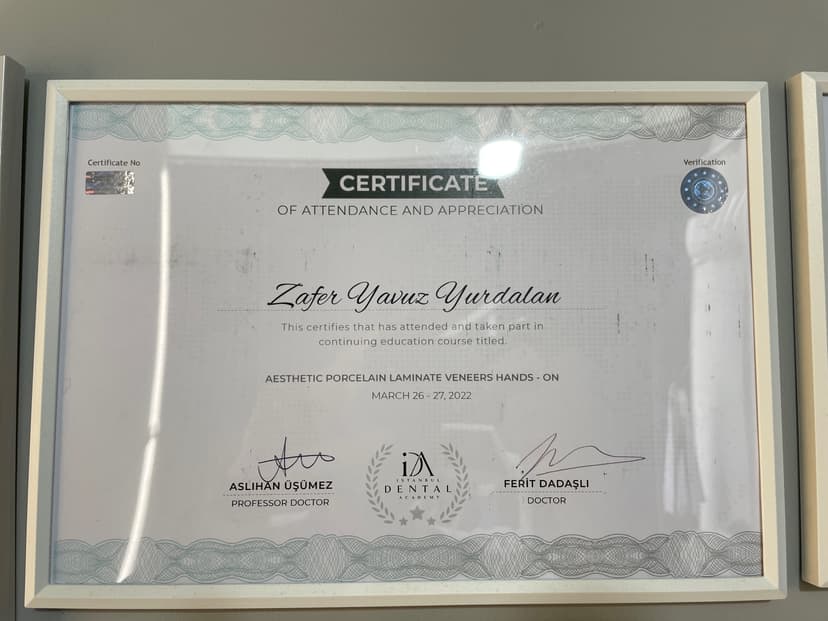 Certificate No
Verification
CERTIFICATE
OF ATTENDANCE AND APPRECIATION
Zafer Yavuz Yurdalan
This certifies that has attended and taken part in
continuing education course titled.
AESTHETIC PORCELAIN LAMINATE VENEERS HANDS - ON
MARCH 26 - 27, 2022
ASLIHAN ÜŞÜMEZ
PROFESSOR DOCTOR
iDA
ISTANBUL
DENTAL
ACADEMY
FERİT DADAŞLI
DOCTOR